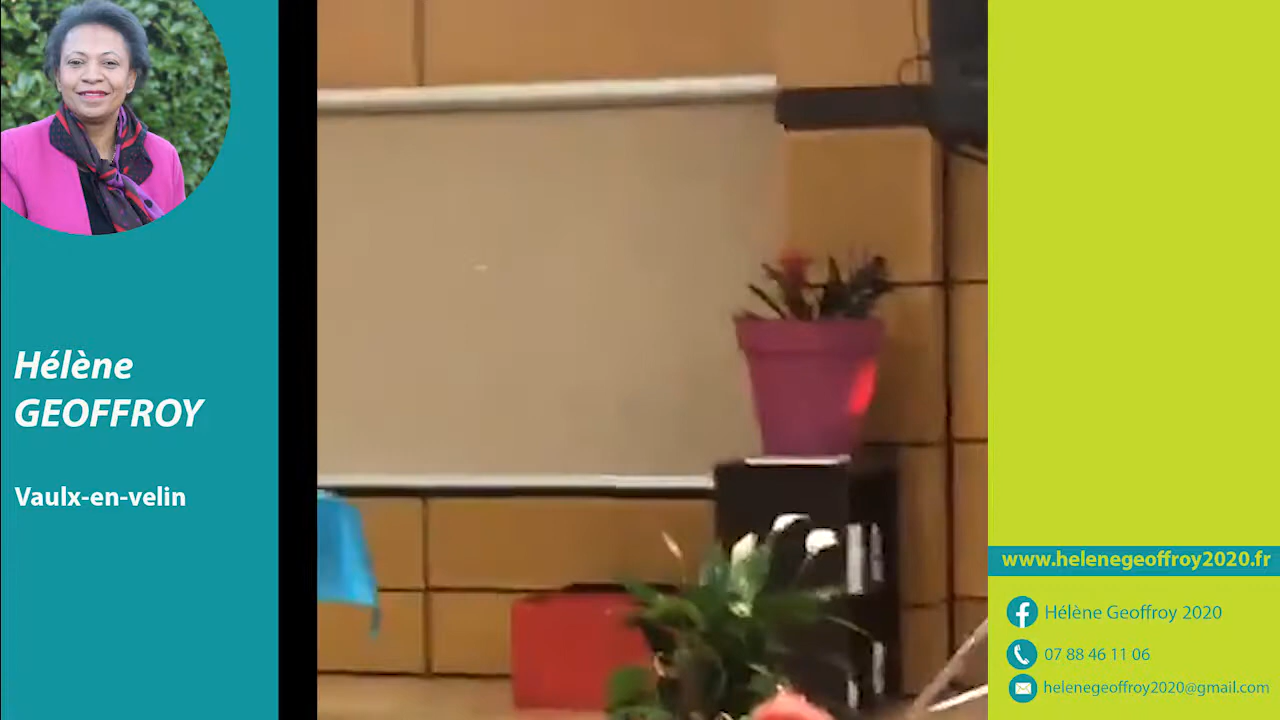 Hélène
GEOFFROY
Vaulx-en-velin
www.helenegeoffroy2020.fr
Hélène Geoffroy 2020
07 88 46 11 06
helenegeoffroy2020@gmail.com